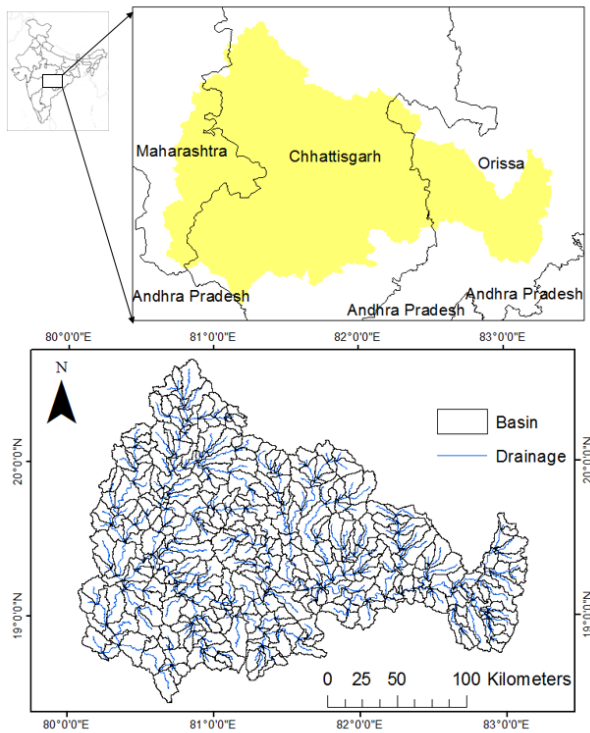 Maharashtra
Chhattisgarh
Orissa
Andhra Pradesh
Andhra Pradesh
Andhra Pradesh
80°0'0"E 81°0'0"E 82°0'0"E 83°0'0"E
N
Basin
Drainage
20°0'0"N 20°0'0"N
19°0'0"N 19°0'0"N
0 25 50 100 Kilometers
80°0'0"E 81°0'0"E 82°0'0"E 83°0'0"E